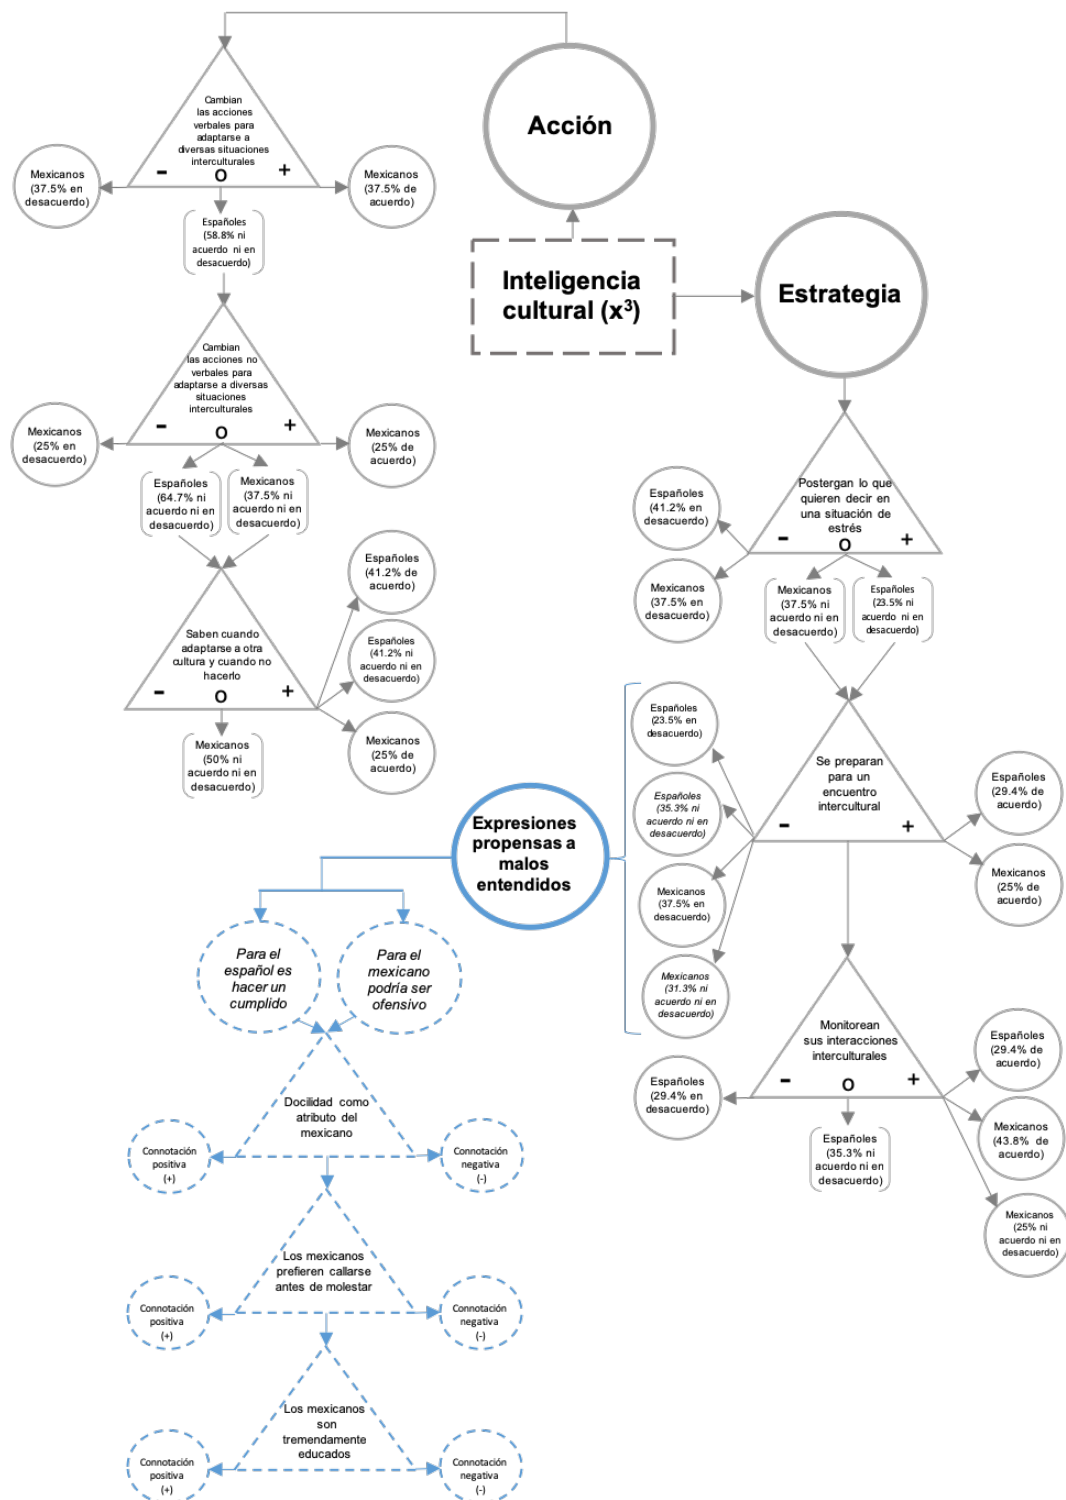 Acción
Inteligencia
cultural (x³)
Estrategia
Cambian
las acciones
verbales para
adaptarse a
diversas situaciones
interculturales
-
O
+
Mexicanos
(37.5% en
desacuerdo)
Mexicanos
(37.5% de
acuerdo)
Españoles
(58.8% ni
acuerdo ni en
desacuerdo)
Cambian
las acciones no
verbales para
adaptarse a diversas
situaciones
interculturales
-
O
+
Mexicanos
(25% en
desacuerdo)
Mexicanos
(25% de
acuerdo)
Españoles
(64.7% ni
acuerdo ni en
desacuerdo)
Mexicanos
(37.5% ni
acuerdo ni en
desacuerdo)
Saben cuando
adaptarse a otra
cultura y cuando no
hacerlo
-
O
+
Españoles
(41.2% de
acuerdo)
Españoles
(41.2% ni
acuerdo ni en
desacuerdo)
Mexicanos
(25% de
acuerdo)
Mexicanos
(50% ni
acuerdo ni en
desacuerdo)
Postergan lo que
quieren decir en
una situación de
estrés
-
O
+
Españoles
(41.2% en
desacuerdo)
Mexicanos
(37.5% en
desacuerdo)
Mexicanos
(37.5% ni
acuerdo ni en
desacuerdo)
Españoles
(23.5% ni
acuerdo ni en
desacuerdo)
Se preparan
para un
encuentro
intercultural
-
+
Españoles
(23.5% en
desacuerdo)
Españoles
(35.3% ni
acuerdo ni en
desacuerdo)
Mexicanos
(37.5% en
desacuerdo)
Mexicanos
(31.3% ni
acuerdo ni en
desacuerdo)
Españoles
(29.4% de
acuerdo)
Mexicanos
(25% de
acuerdo)
Monitorean
sus interacciones
interculturales
-
O
+
Españoles
(29.4% en
desacuerdo)
Españoles
(35.3% ni
acuerdo ni en
desacuerdo)
Españoles
(29.4% de
acuerdo)
Mexicanos
(43.8% de
acuerdo)
Mexicanos
(25% ni
acuerdo ni en
desacuerdo)
Expresiones
propensas a
malos
entendidos
Para el
español es
hacer un
cumplido
Para el
mexicano
podría ser
ofensivo
Docilidad como
atributo del
mexicano
Connotación
positiva
(+)
Connotación
negativa
(-)
Los mexicanos
prefieren callarse
antes de molestar
Connotación
positiva
(+)
Connotación
negativa
(-)
Los mexicanos
son
tremendamente
educados
Connotación
positiva
(+)
Connotación
negativa
(-)